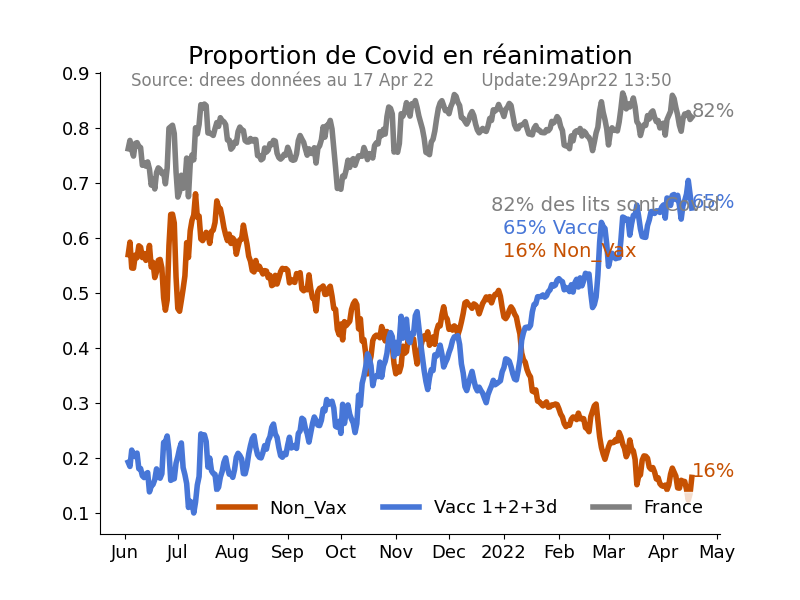 Proportion de Covid en réanimation
Source: drees données au 17 Apr 22 Update:29Apr22 13:50
0.9
0.8
0.7
0.6
0.5
0.4
0.3
0.2
0.1
82%
82% des lits sont Covid
65%
65% Vacc
16% Non_Vax
16%
Non_Vax Vacc 1+2+3d France
Jun Jul Aug Sep Oct Nov Dec 2022 Feb Mar Apr May